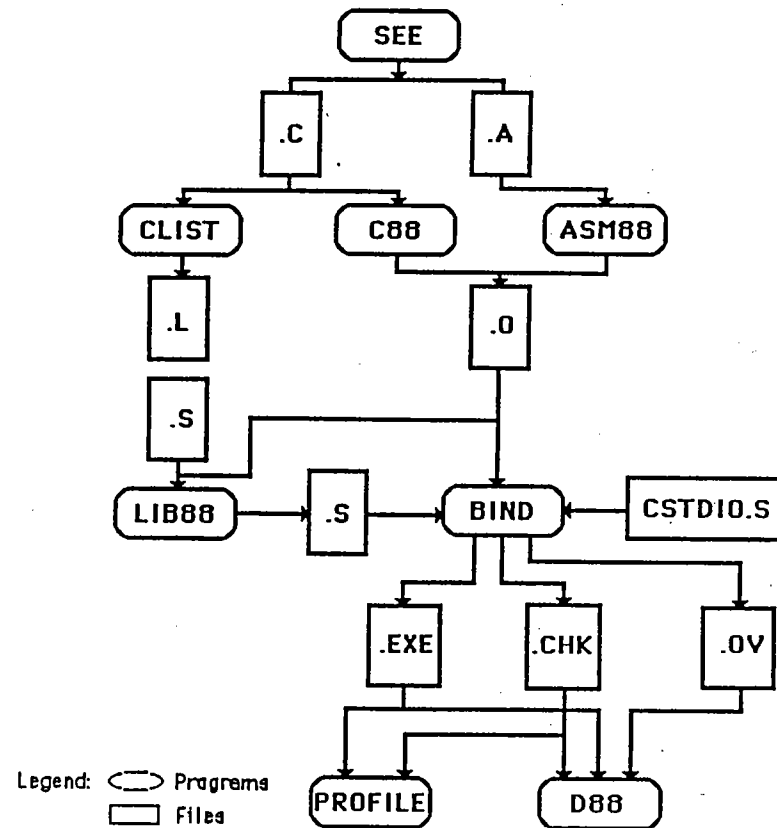 SEE
.C
.A
CLIST
C88
ASM88
.L
.O
.S
LIB88
.S
BIND
CSTDIO.S
.EXE
.CHK
.OV
Legend:
Programs
Files
PROFILE
D88